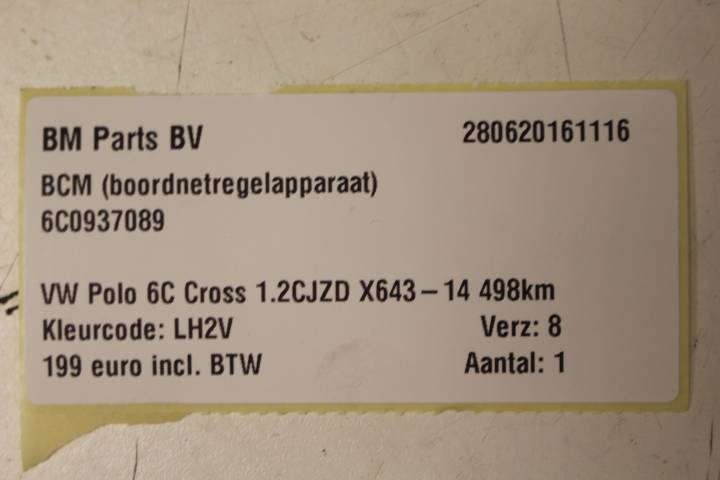 BM Parts BV 280620161116
BCM (boordnetregelapparaat)
6C0937089
VW Polo 6C Cross 1.2CJZD X643-14 498km
Kleurcode: LH2V Verz: 8
199 euro incl. BTW Aantal: 1